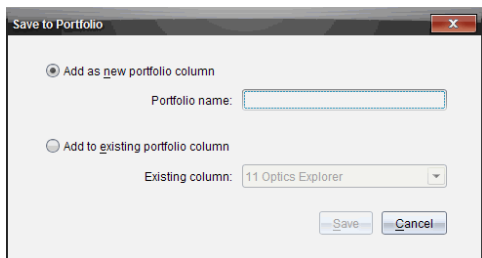 Save to Portfolio
Add as new portfolio column
Portfolio name:
Add to existing portfolio column
Existing column: 11 Optics Explorer
Save Cancel